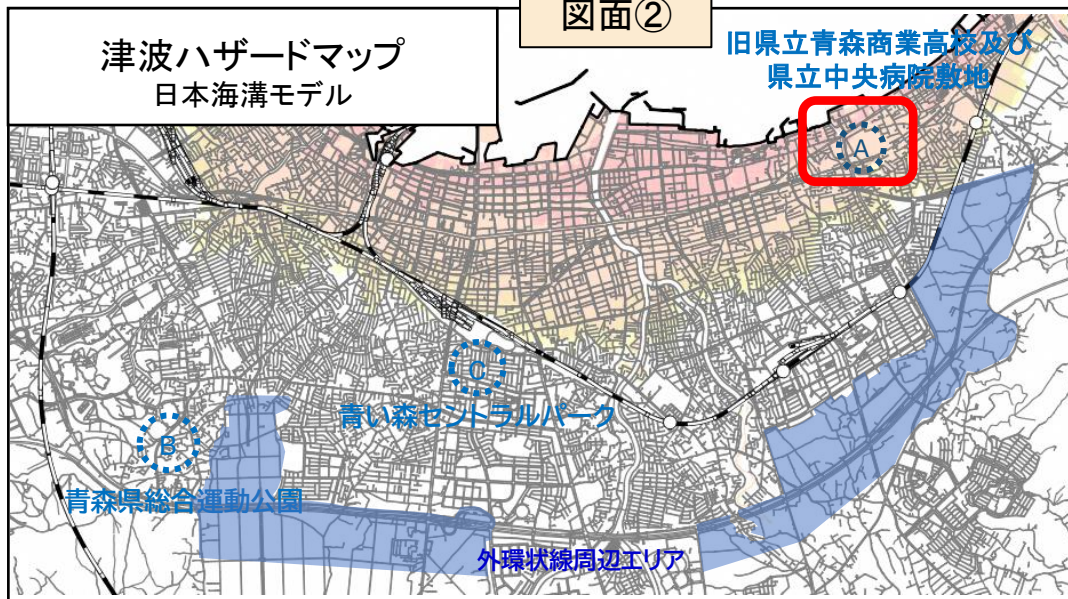 図面②
津波ハザードマップ
日本海溝モデル
旧県立青森商業高校及び
県立中央病院敷地
A
C
青い森セントラルパーク
B
青森県総合運動公園
外環状線周辺エリア